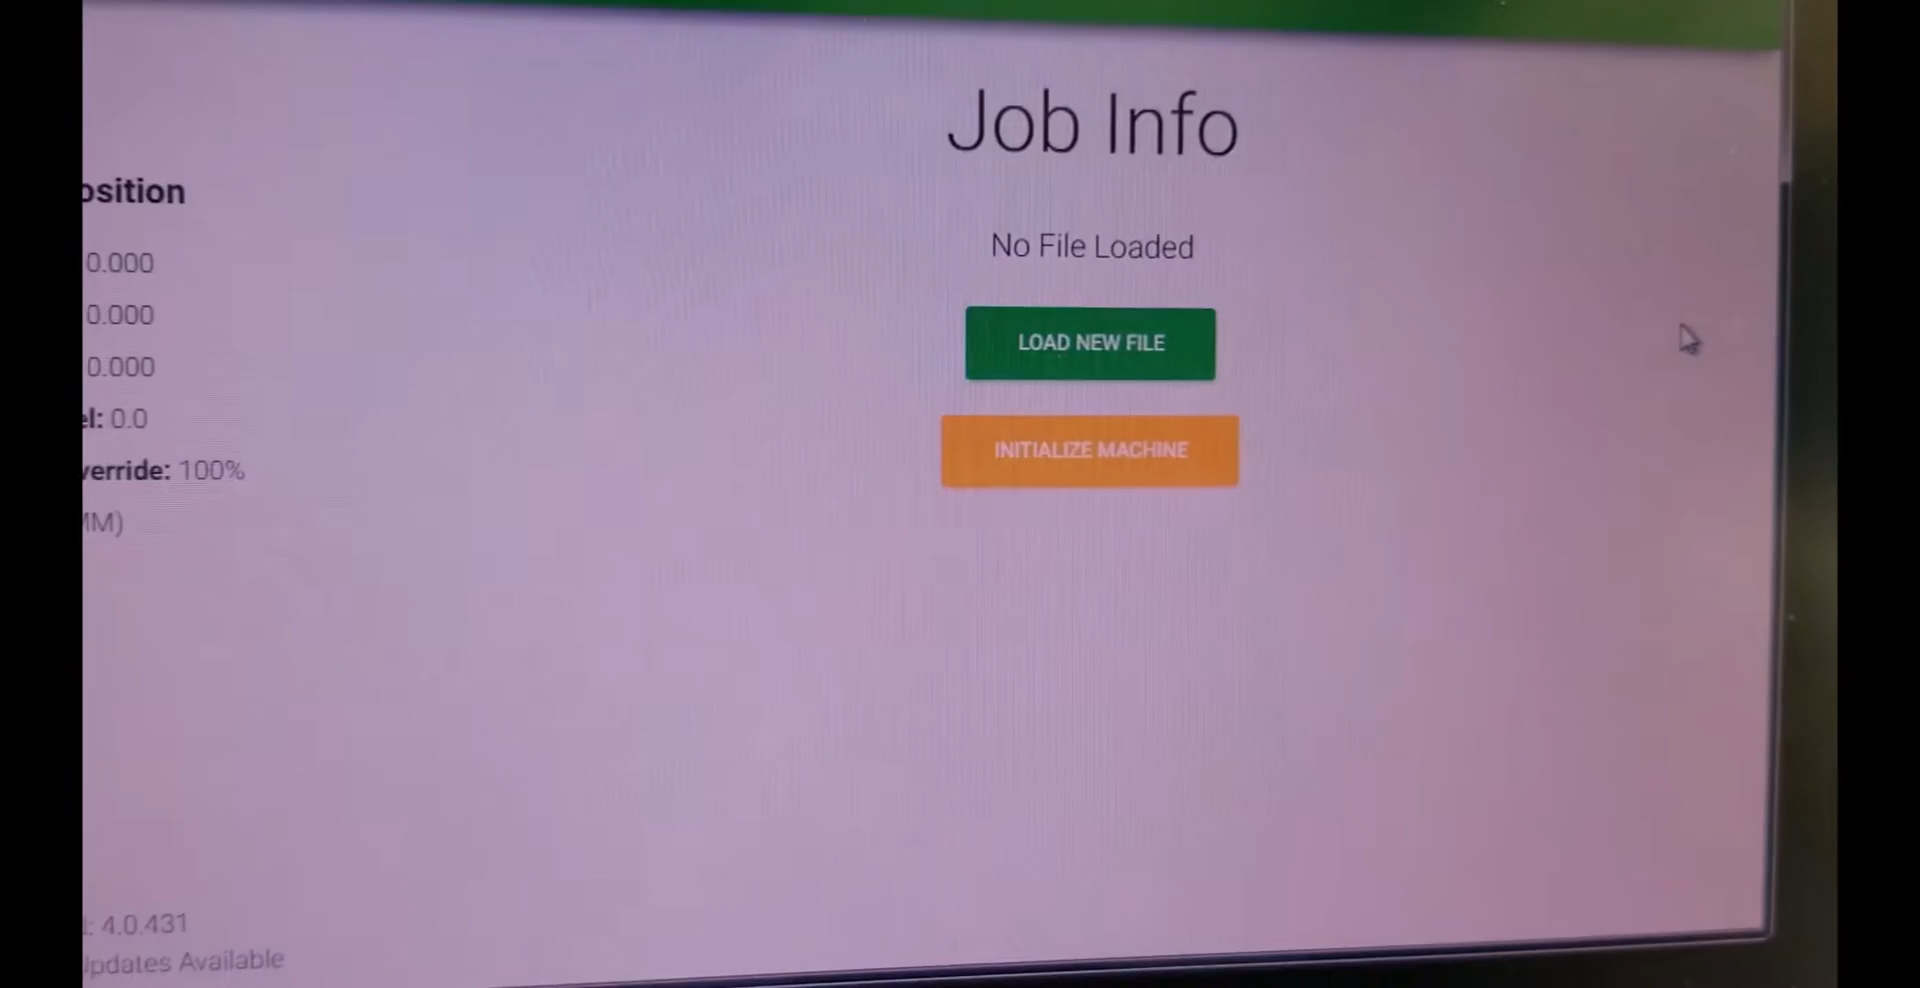 Job Info
osition
No File Loaded
0.000
0.000
LOAD NEW FILE
0.000
el: 0.0
INITIALIZE MACHINE
verride: 100%
MM)
: 4.0.431
Updates Available